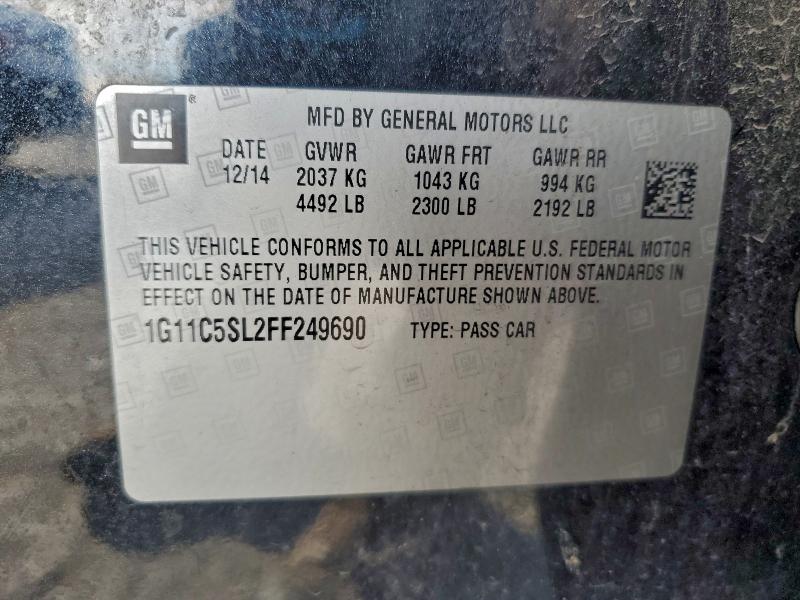 GM ® MFD BY GENERAL MOTORS LLC
DATE GVWR GAWR FRT GAWR RR
12/14 2037 KG 1043 KG 994 KG
4492 LB 2300 LB 2192 LB
THIS VEHICLE CONFORMS TO ALL APPLICABLE U.S. FEDERAL MOTOR
VEHICLE SAFETY, BUMPER, AND THEFT PREVENTION STANDARDS IN
EFFECT ON THE DATE OF MANUFACTURE SHOWN ABOVE.
1G11C5SL2FF249690 TYPE: PASS CAR